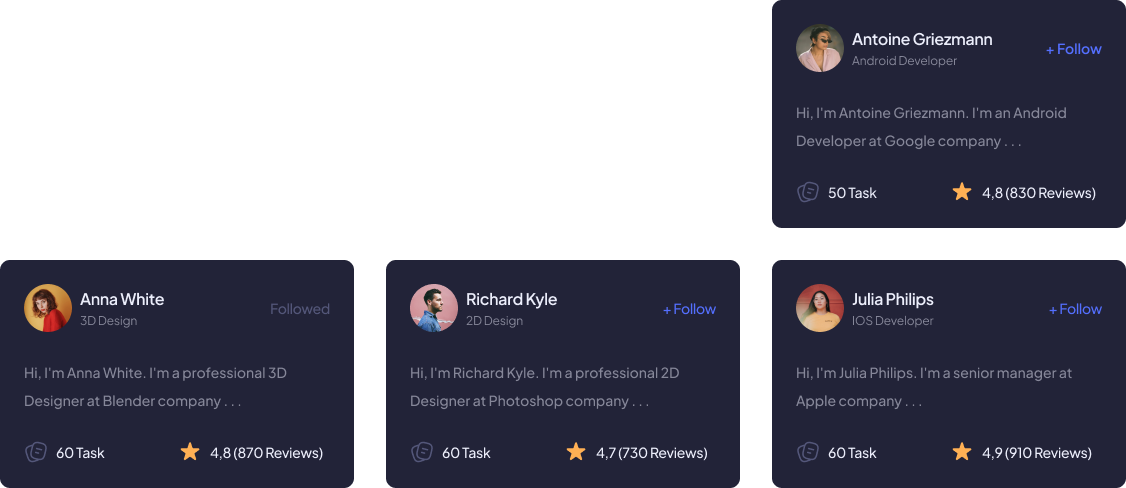 Antoine Griezmann
Android Developer
+ Follow
Hi, I'm Antoine Griezmann. I'm an Android
Developer at Google company . . .
50 Task
4,8 (830 Reviews)
Anna White
3D Design
Followed
Hi, I'm Anna White. I'm a professional 3D
Designer at Blender company . . .
60 Task
4,8 (870 Reviews)
Richard Kyle
2D Design
+ Follow
Hi, I'm Richard Kyle. I'm a professional 2D
Designer at Photoshop company . . .
60 Task
4,7 (730 Reviews)
Julia Philips
IOS Developer
+ Follow
Hi, I'm Julia Philips. I'm a senior manager at
Apple company . . .
60 Task
4,9 (910 Reviews)